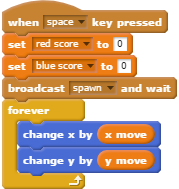 when space key pressed
set red score to 0
set blue score to 0
broadcast spawn and wait
forever
change x by x move
change y by y move